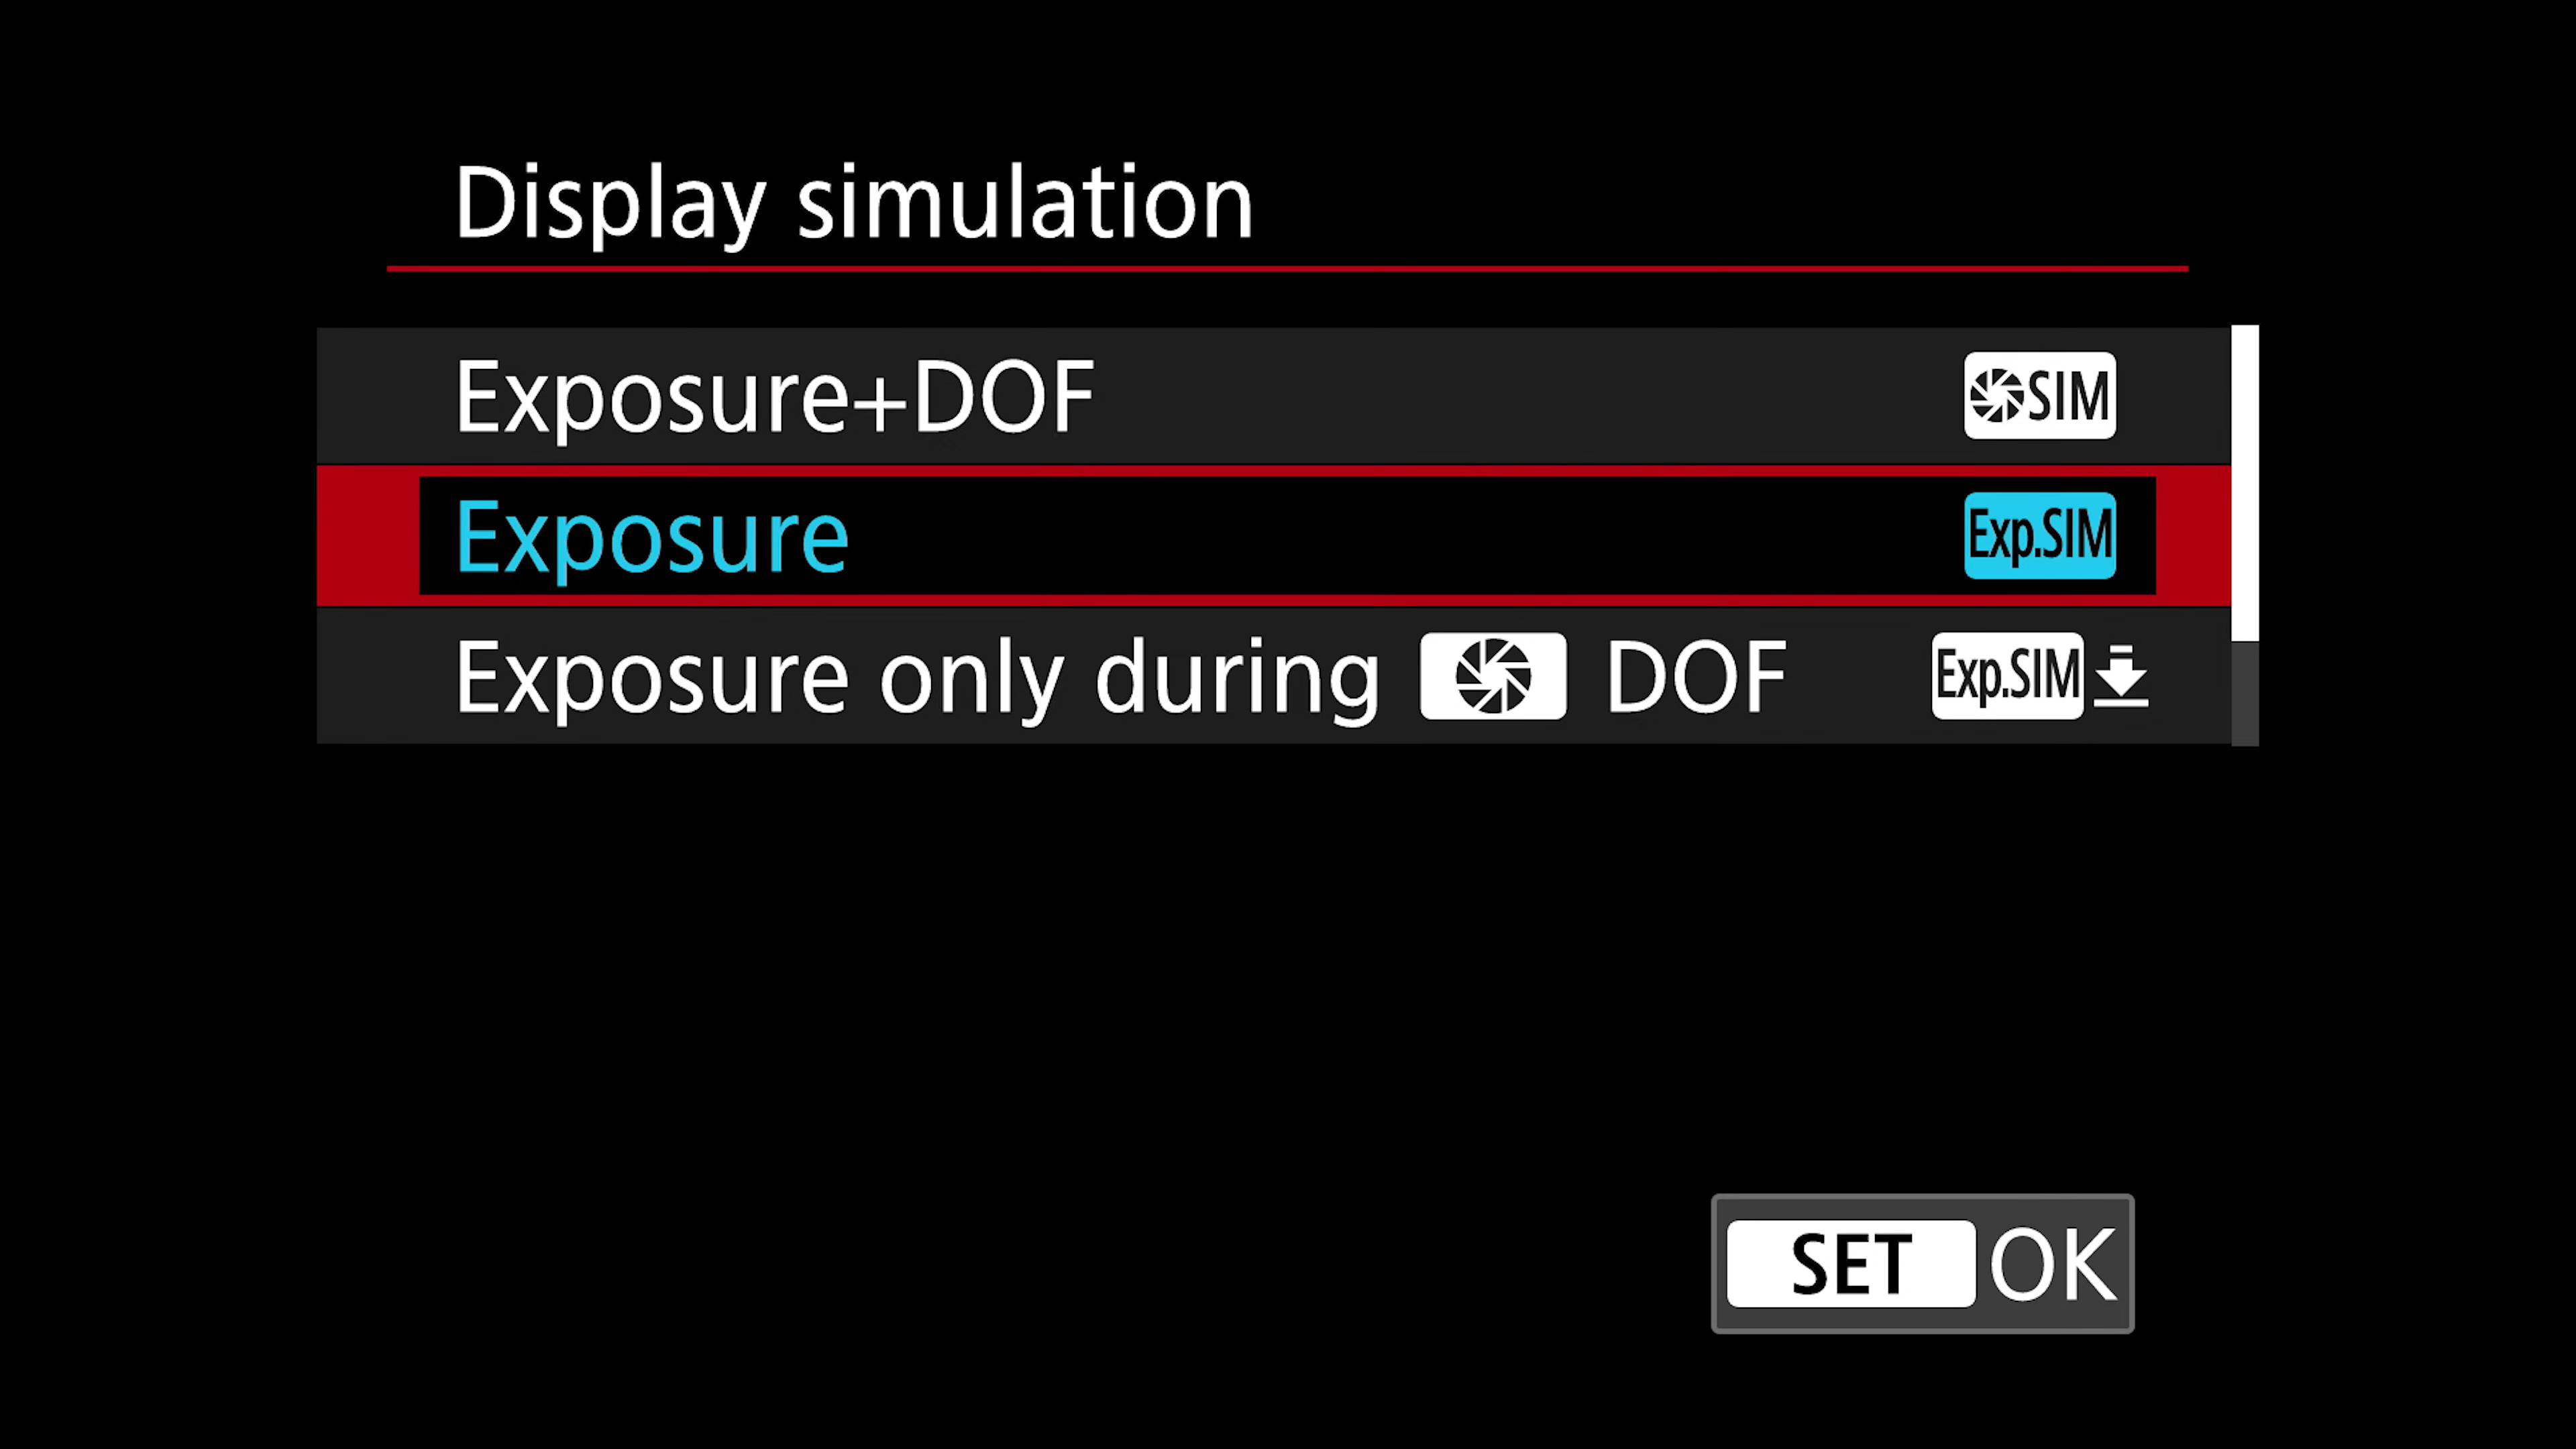 Display simulation
Exposure+DOF SIM
Exposure Exp.SIM
Exposure only during DOF Exp.SIM
SET OK